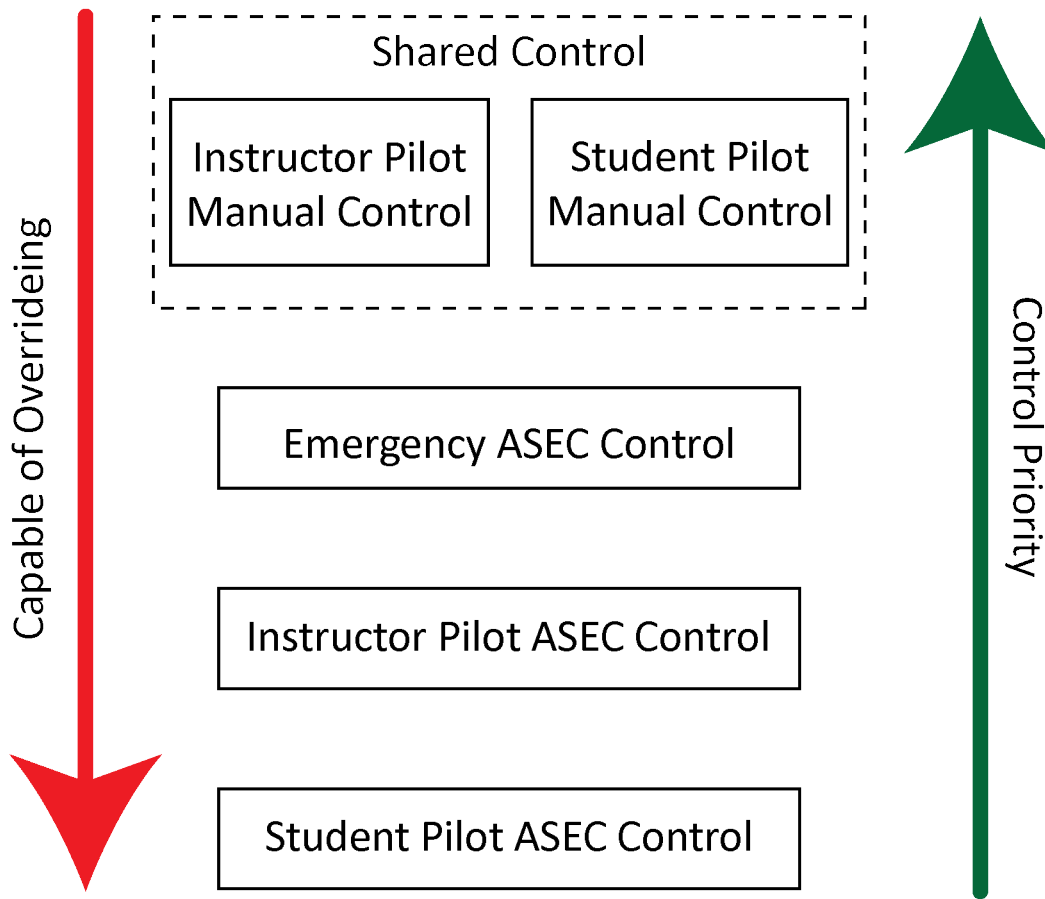 Shared Control
Instructor Pilot
Manual Control
Student Pilot
Manual Control
Capable of Overrideing
Control Priority
Emergency ASEC Control
Instructor Pilot ASEC Control
Student Pilot ASEC Control